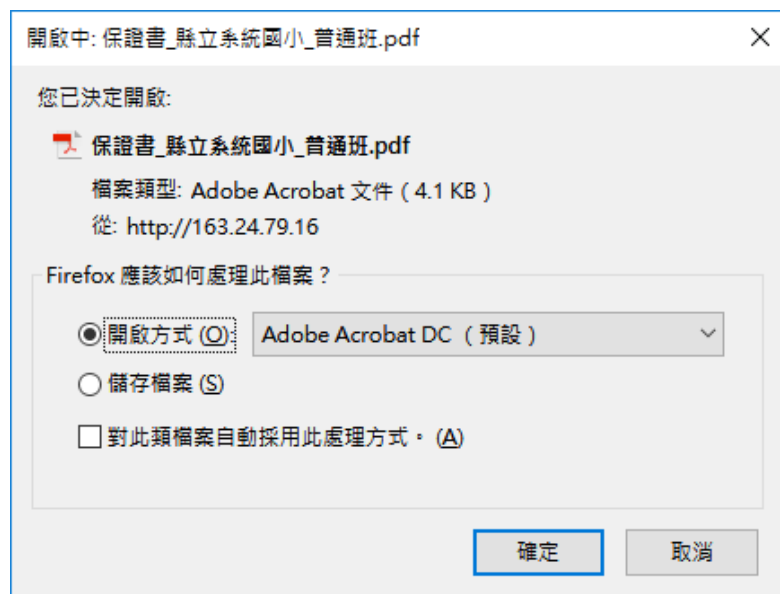 開啟中: 保證書_縣立系統國小_普通班.pdf
您已決定開啟:
保證書_縣立系統國小_普通班.pdf
檔案類型: Adobe Acrobat 文件 ( 4.1 KB )
從: http://163.24.79.16
Firefox 應該如何處理此檔案？
開啟方式 (O): Adobe Acrobat DC （預設）
儲存檔案 (S)
對此類檔案自動採用此處理方式。(A)
確定 取消